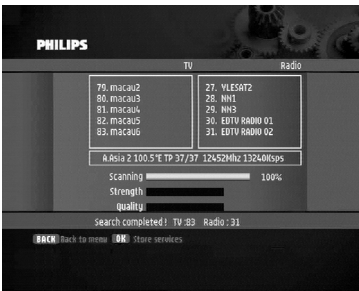 PHILIPS
TV Radio
79. macau2
80. macau3
81. macau4
82. macau5
83. macau6
27. YLESAT2
28. NN1
29. NN3
30. EDTV RADIO 01
31. EDTV RADIO 02
A.Asia 2 100.5°E TP 37/37 12452Mhz 13240Ksps
Scanning 100%
Strength
Quality
Search completed! TV :83 Radio : 31
BACK Back to menu OK Store services